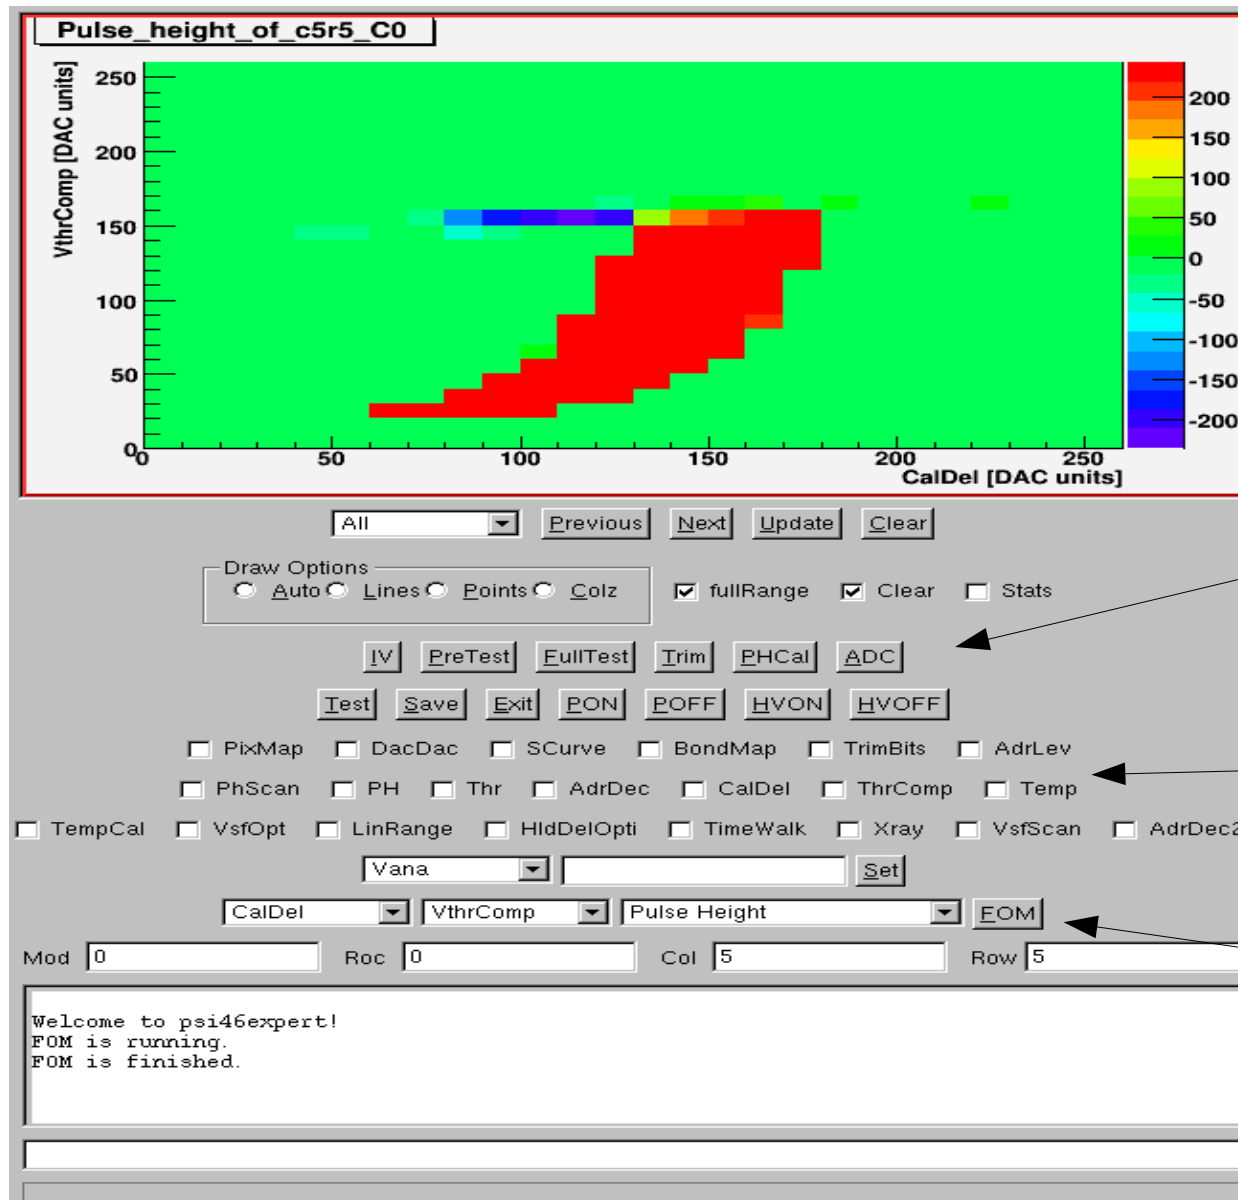 Pulse_height_of_c5r5_C0
VthrComp [DAC units]
250
200
150
100
50
0
0 50 100 150 200 250
CalDel [DAC units]
200
150
100
50
0
-50
-100
-150
-200
All Previous Next Update Clear
Draw Options
Auto Lines Points Colz fullRange Clear Stats
IV PreTest FullTest Trim PHCal ADC
Test Save Exit PON POFF HVON HVOFF
PixMap DacDac SCurve BondMap TrimBits AdrLev
PhScan PH Thr AdrDec CalDel ThrComp Temp
TempCal VsfOpt LinRange HldDelOpti TimeWalk Xray VsfScan AdrDec2
Vana Set
CalDel VthrComp Pulse Height FOM
Mod 0 Roc 0 Col 5 Row 5
Welcome to psi46expert!
FOM is running.
FOM is finished.